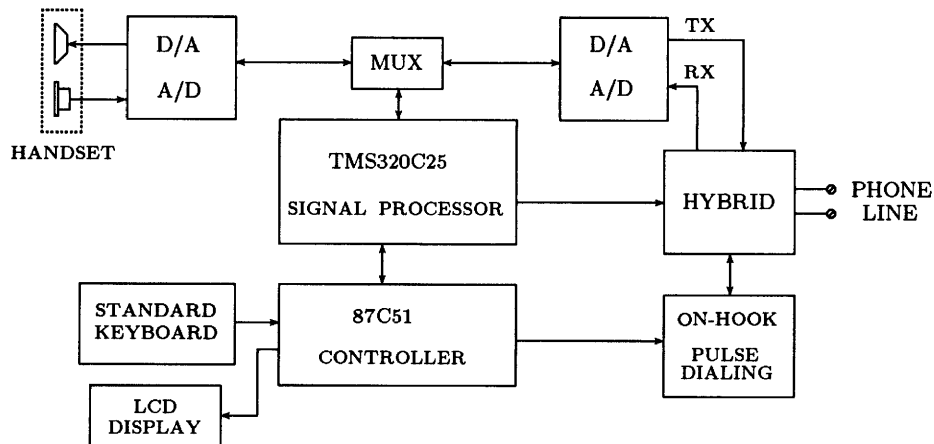 D/A
A/D
HANDSET
MUX
D/A
A/D
TX
RX
TMS320C25
SIGNAL PROCESSOR
HYBRID
PHONE
LINE
STANDARD
KEYBOARD
87C51
CONTROLLER
ON-HOOK
PULSE
DIALING
LCD
DISPLAY